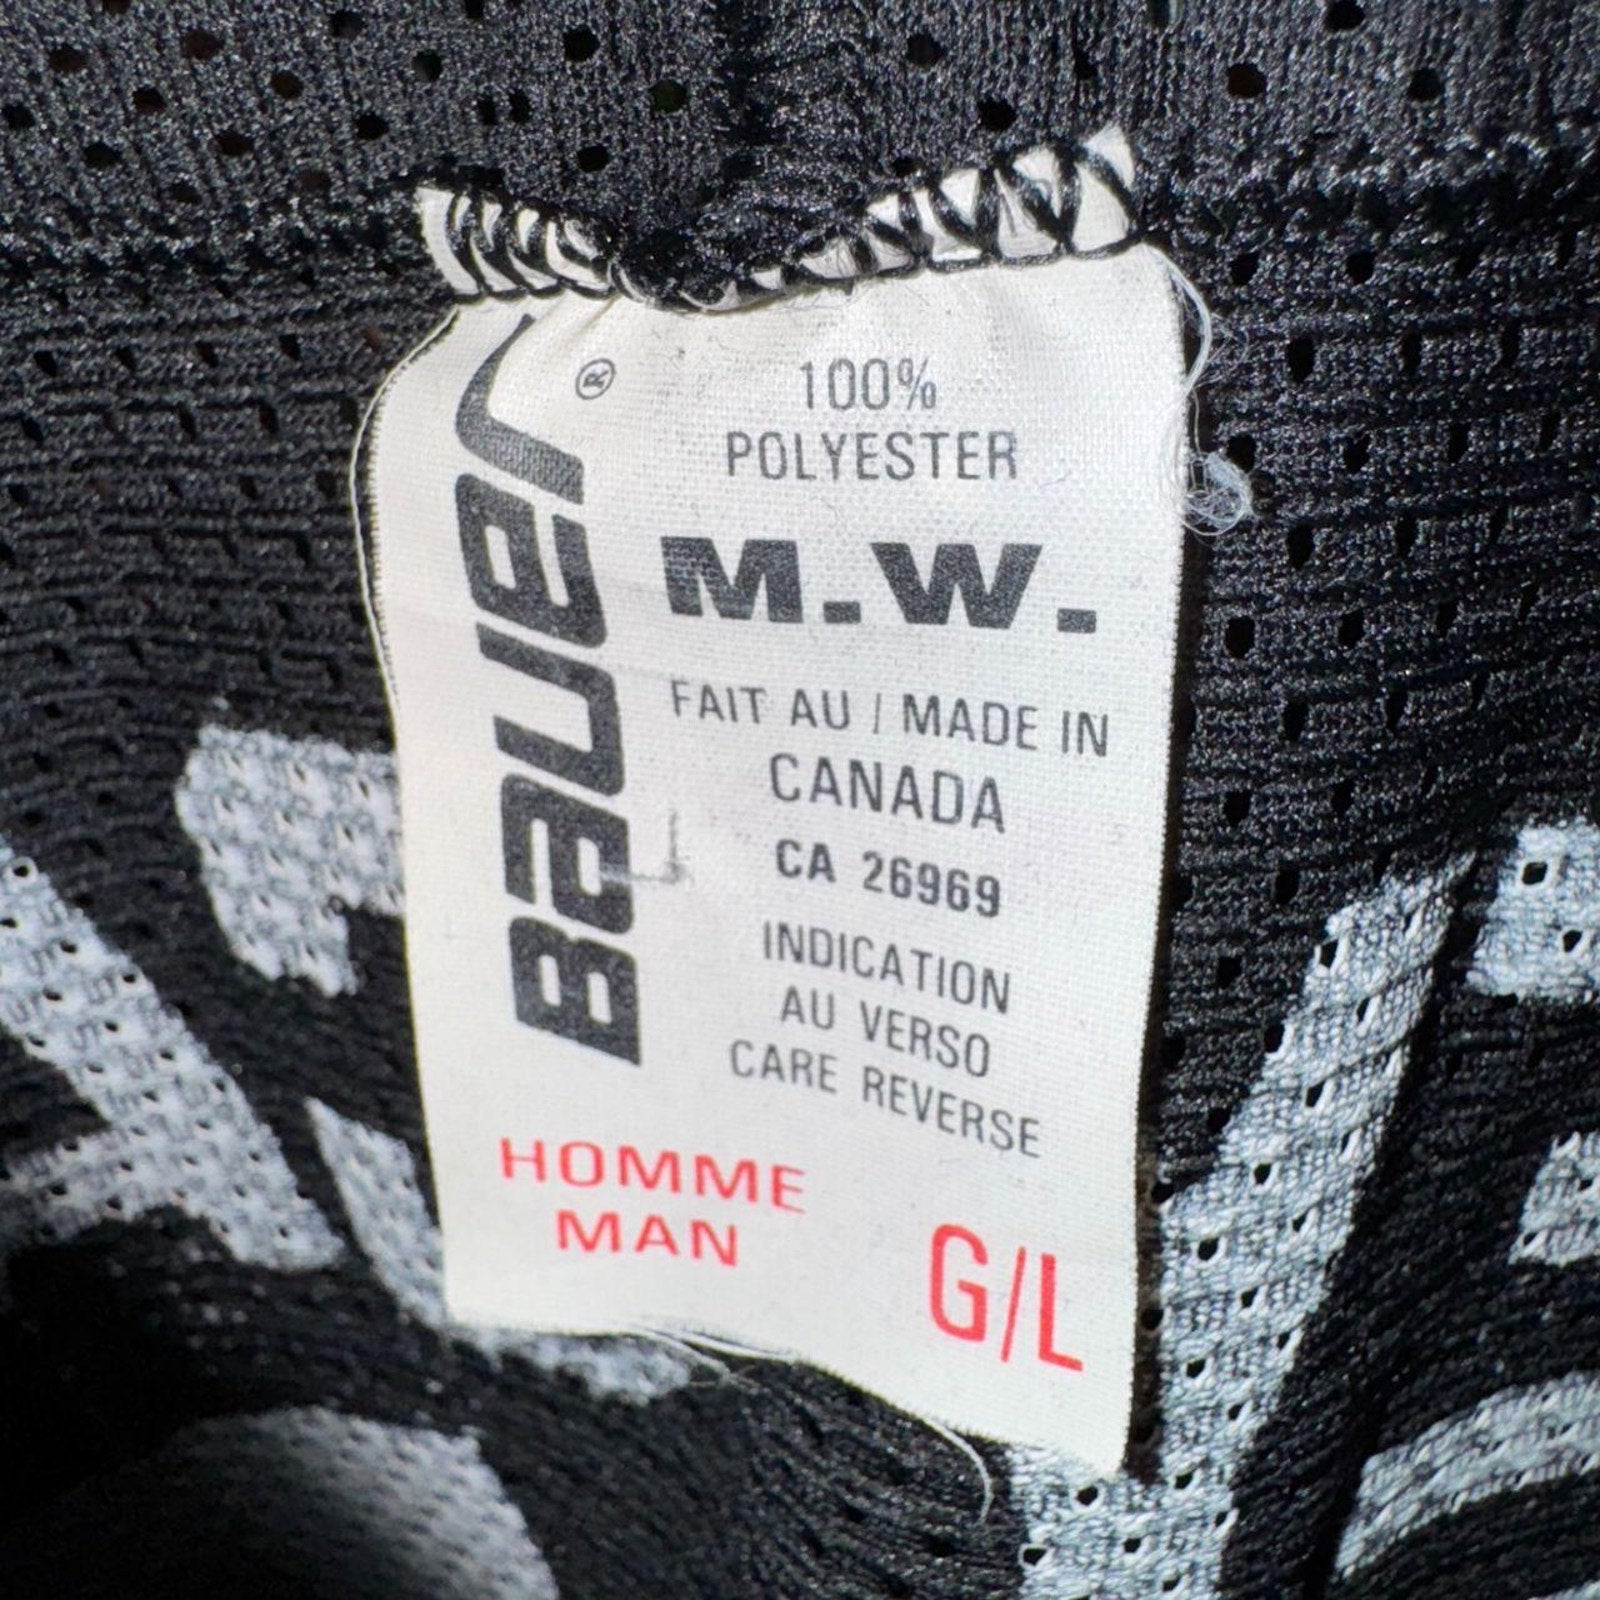 BAUER®
100%
POLYESTER
M.W.
FAIT AU / MADE IN
CANADA
CA 26969
INDICATION
AU VERSO
CARE REVERSE
HOMME
MAN
G/L